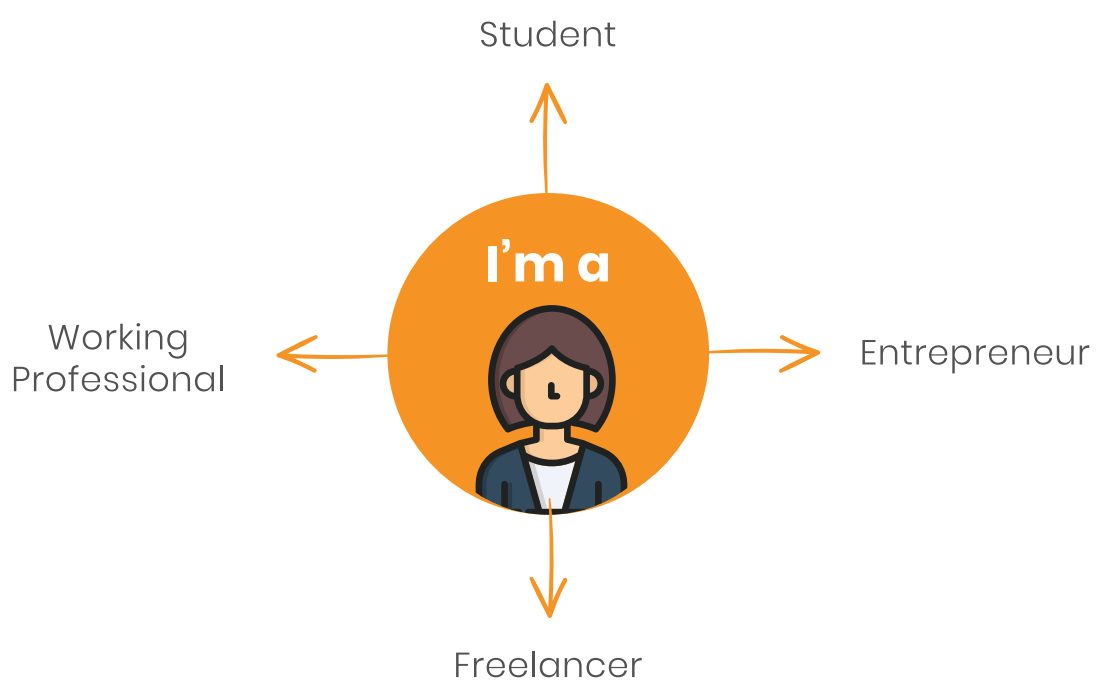 Student
I’m a
Working
Professional
Entrepreneur
Freelancer